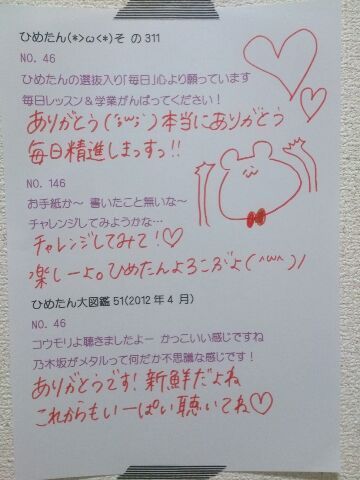 ひめたん(*>ω<*)そ の311
NO. 46
ひめたんの選抜入り「毎日」心より願っています
毎日レッスン＆学業がんばってください！
ありがとう(´;ω;`)本当にありがとう
毎日精進しまっすっ!!
NO. 146
お手紙か～ 書いたこと無いな～
チャレンジしてみようかな…
チャレンジしてみて！♡
楽しーよ。ひめたんよろこぶよ(^ω^)ﾉ
ひめたん大図鑑 51(2012年 4 月)
NO. 46
コウモリよ聴きましたよー かっこいい感じですね
乃木坂がメタルって何だか不思議な感じです！
ありがとうです！新鮮だよね
これからもいーっぱい聴いてね♡